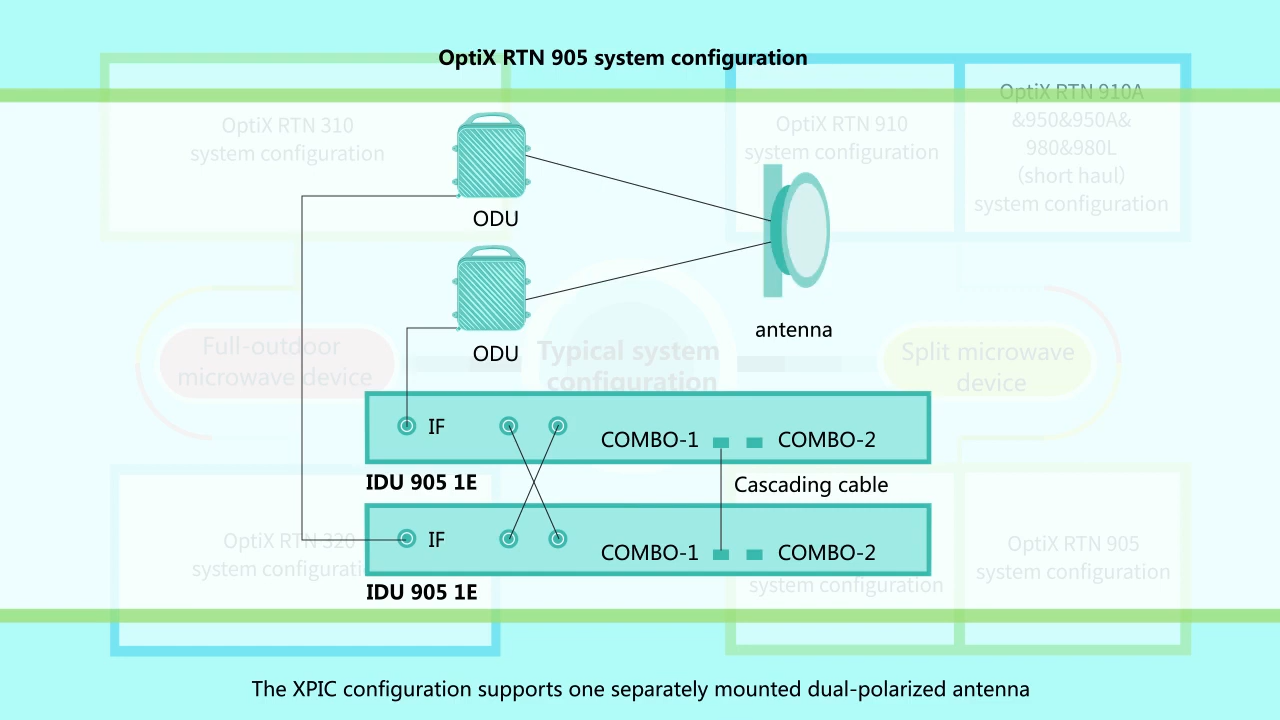 OptiX RTN 905 system configuration
OptiX RTN 310
system configuration
OptiX RTN 910
system configuration
OptiX RTN 910A
&950&950A&
980&980L
(short haul)
system configuration
ODU
ODU
antenna
Full-outdoor
microwave device
Typical system
configuration
Split microwave
device
IF
COMBO-1
COMBO-2
IDU 905 1E
Cascading cable
IF
COMBO-1
COMBO-2
IDU 905 1E
OptiX RTN 320
system configurati
system configuration
OptiX RTN 905
system configuration
The XPIC configuration supports one separately mounted dual-polarized antenna